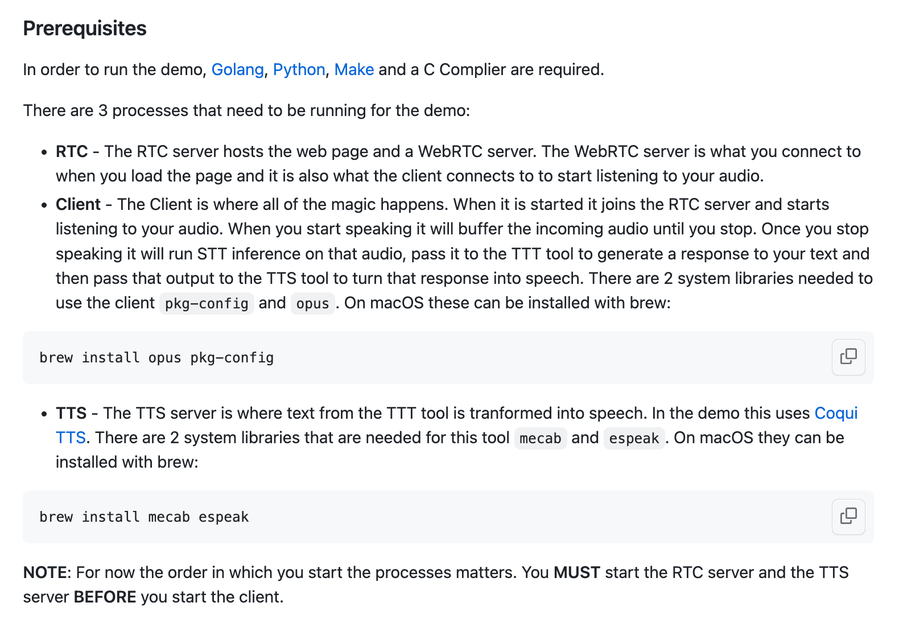 Prerequisites
In order to run the demo, Golang, Python, Make and a C Complier are required.
There are 3 processes that need to be running for the demo:
• RTC - The RTC server hosts the web page and a WebRTC server. The WebRTC server is what you connect to
when you load the page and it is also what the client connects to to start listening to your audio.
• Client - The Client is where all of the magic happens. When it is started it joins the RTC server and starts
listening to your audio. When you start speaking it will buffer the incoming audio until you stop. Once you stop
speaking it will run STT inference on that audio, pass it to the TTT tool to generate a response to your text and
then pass that output to the TTS tool to turn that response into speech. There are 2 system libraries needed to
use the client pkg-config and opus. On macOS these can be installed with brew:
brew install opus pkg-config
• TTS - The TTS server is where text from the TTT tool is tranformed into speech. In the demo this uses Coqui
TTS. There are 2 system libraries that are needed for this tool mecab and espeak. On macOS they can be
installed with brew:
brew install mecab espeak
NOTE: For now the order in which you start the processes matters. You MUST start the RTC server and the TTS
server BEFORE you start the client.